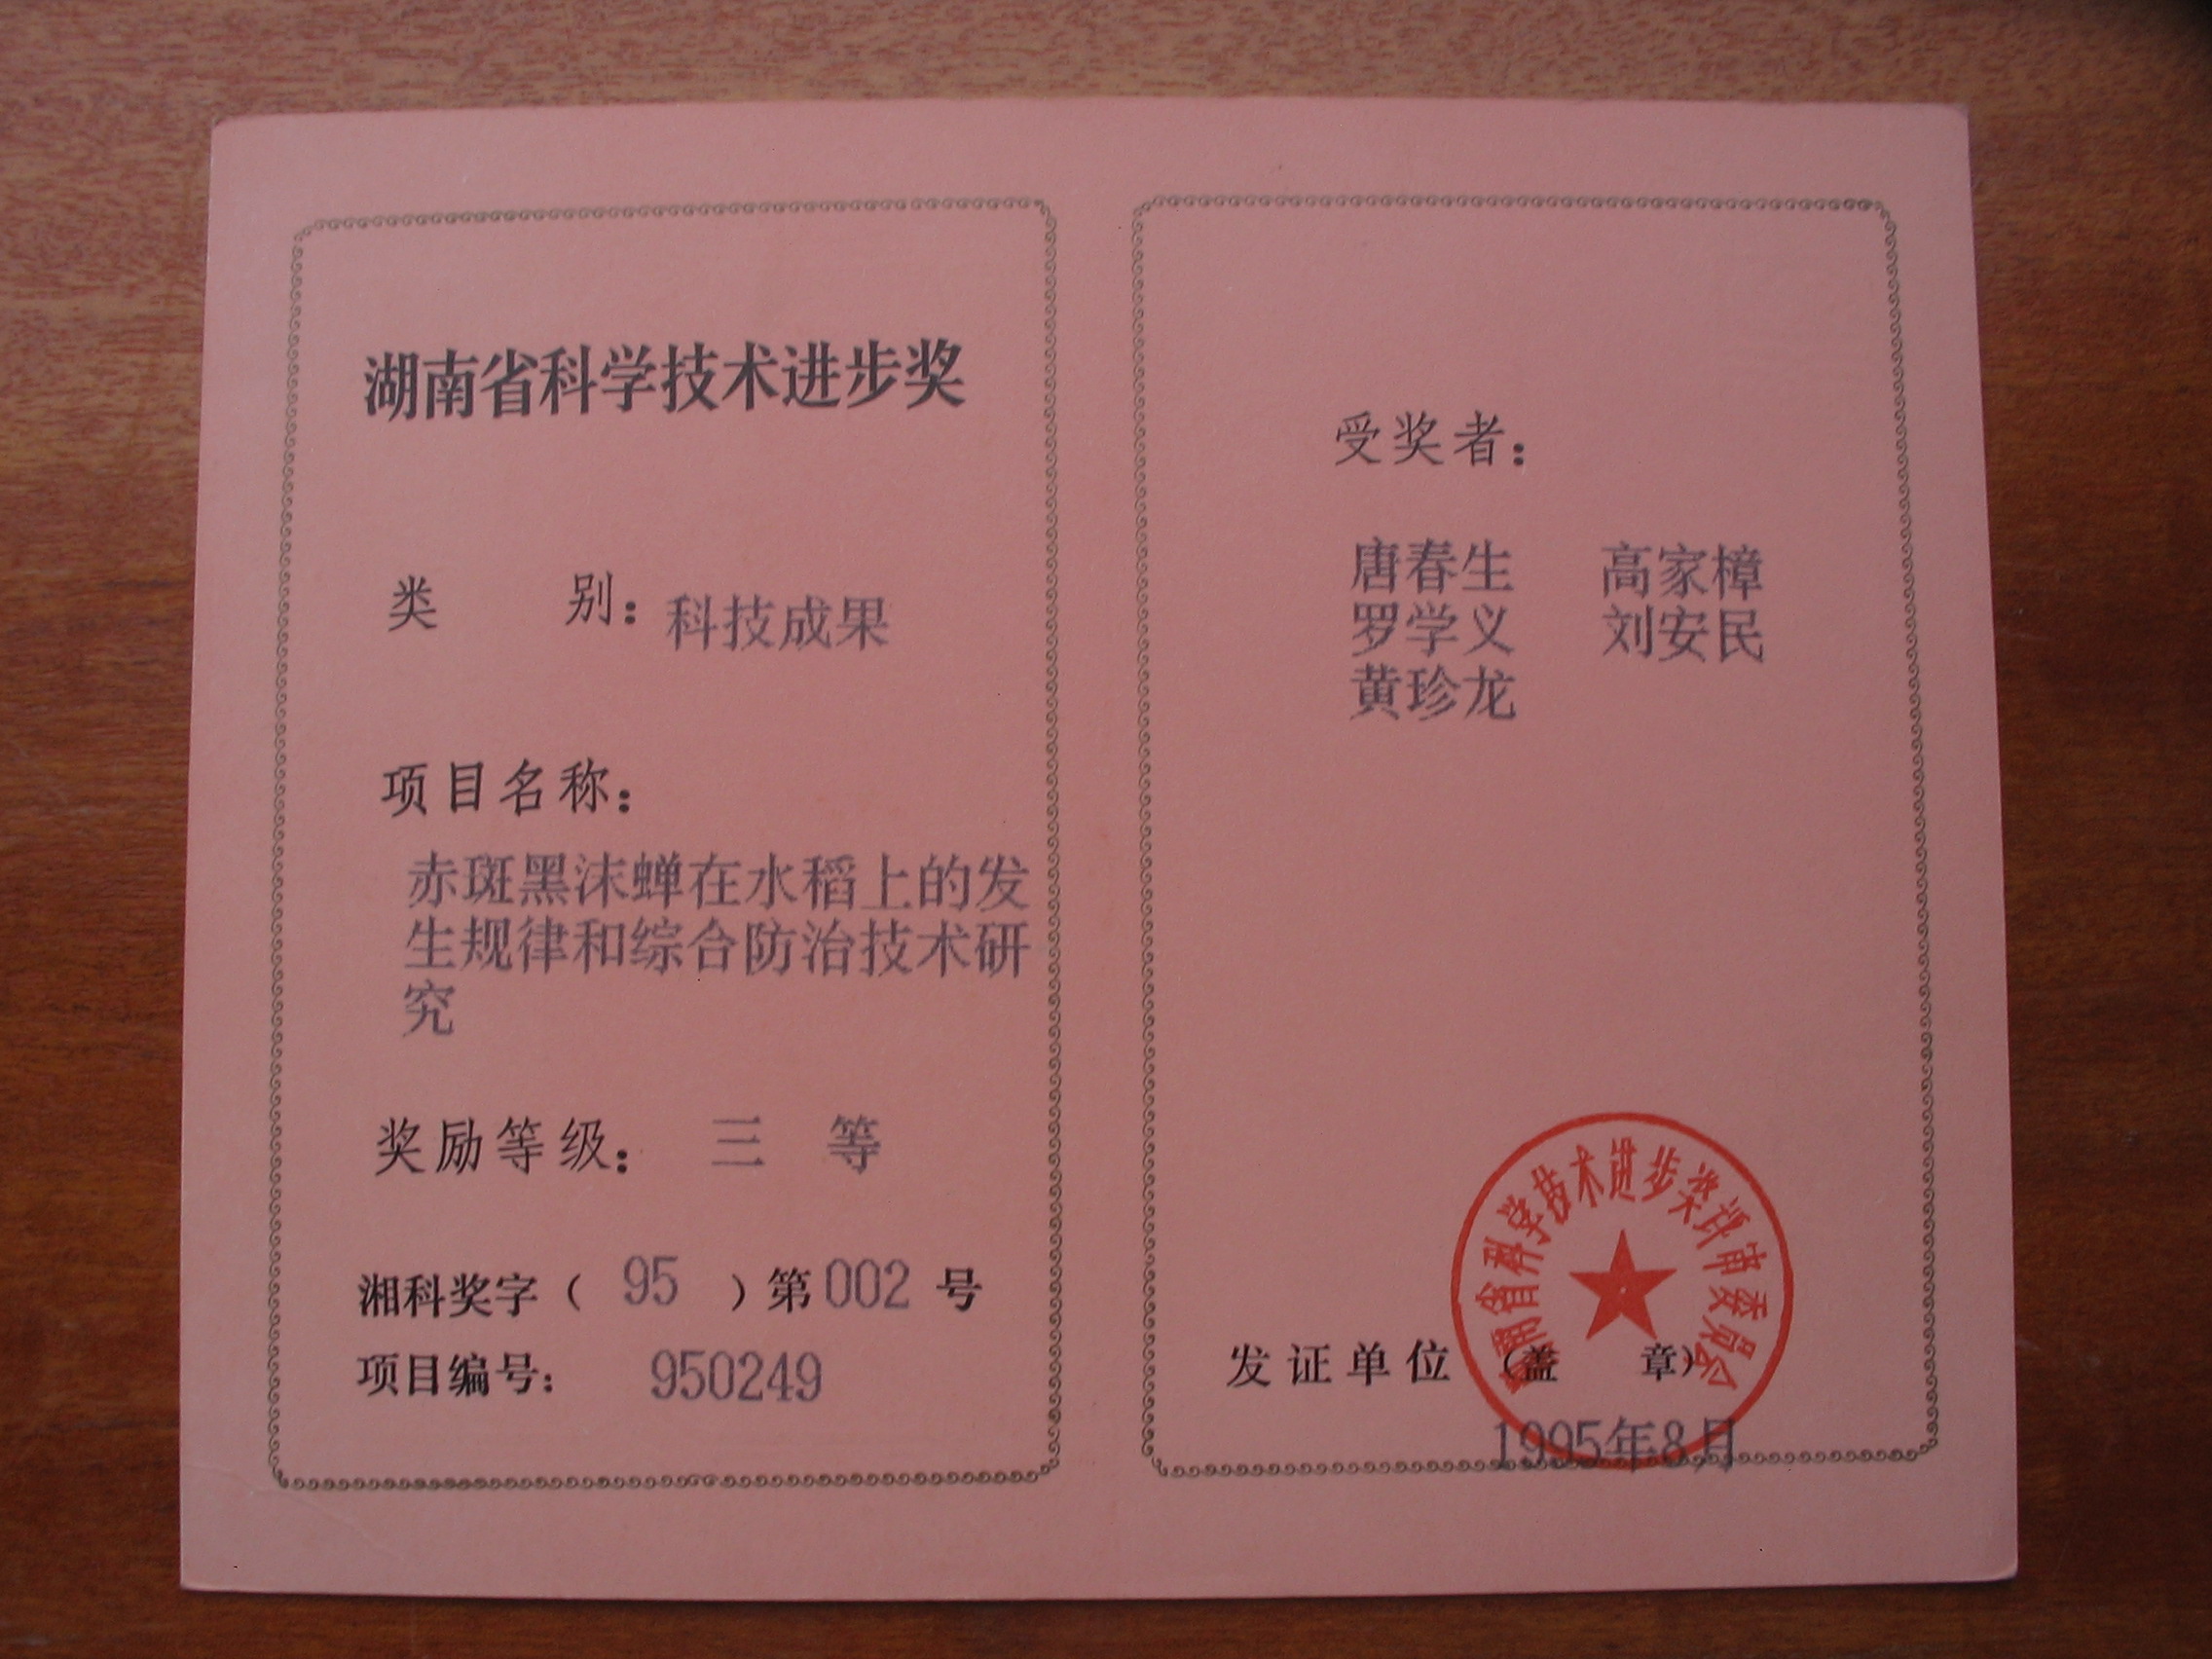 湖南省科学技术进步奖
类 别：科技成果
项目名称：
赤斑黑沫蝉在水稻上的发
生规律和综合防治技术研
究
奖励等级： 三 等
湘科奖字（ 95 ）第 002 号
项目编号： 950249
受奖者：
唐春生 高家樟
罗学义 刘安民
黄珍龙
湖南省科学技术进步奖评审委员会
发证单位 （盖 章）
1995年8月